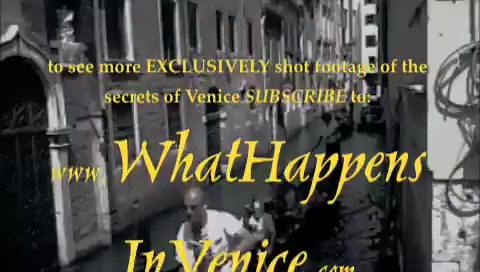 to see more EXCLUSIVELY shot footage of the
secrets of Venice SUBSCRIBE to:
www. WhatHappens
InVenice .com